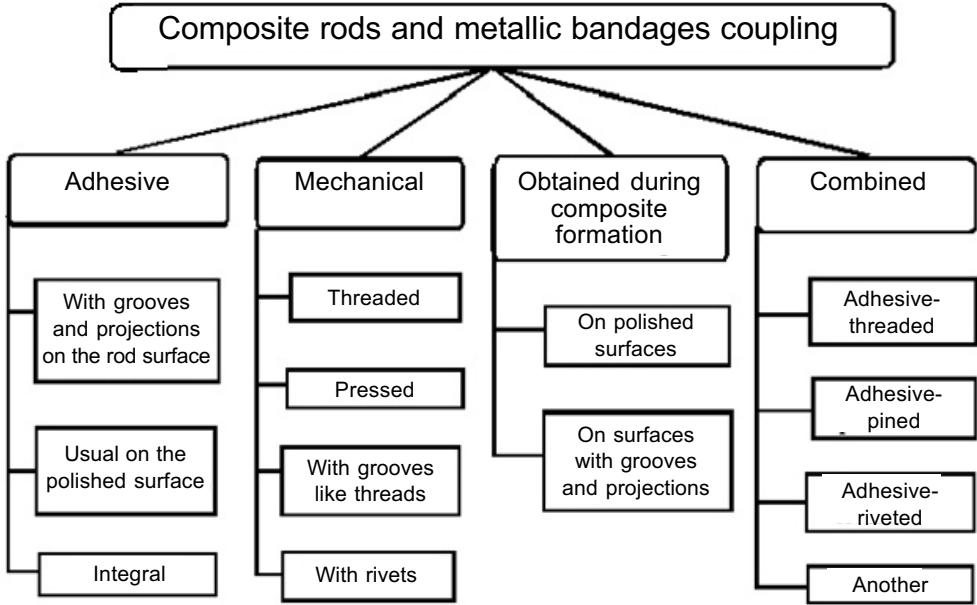 Composite rods and metallic bandages coupling
Adhesive
With grooves
and projections
on the rod surface
Usual on the
polished surface
Integral
Mechanical
Threaded
Pressed
With grooves
like threads
With rivets
Obtained during
composite
formation
On polished
surfaces
On surfaces
with grooves
and projections
Combined
Adhesive-
threaded
Adhesive-
pined
Adhesive-
riveted
Another